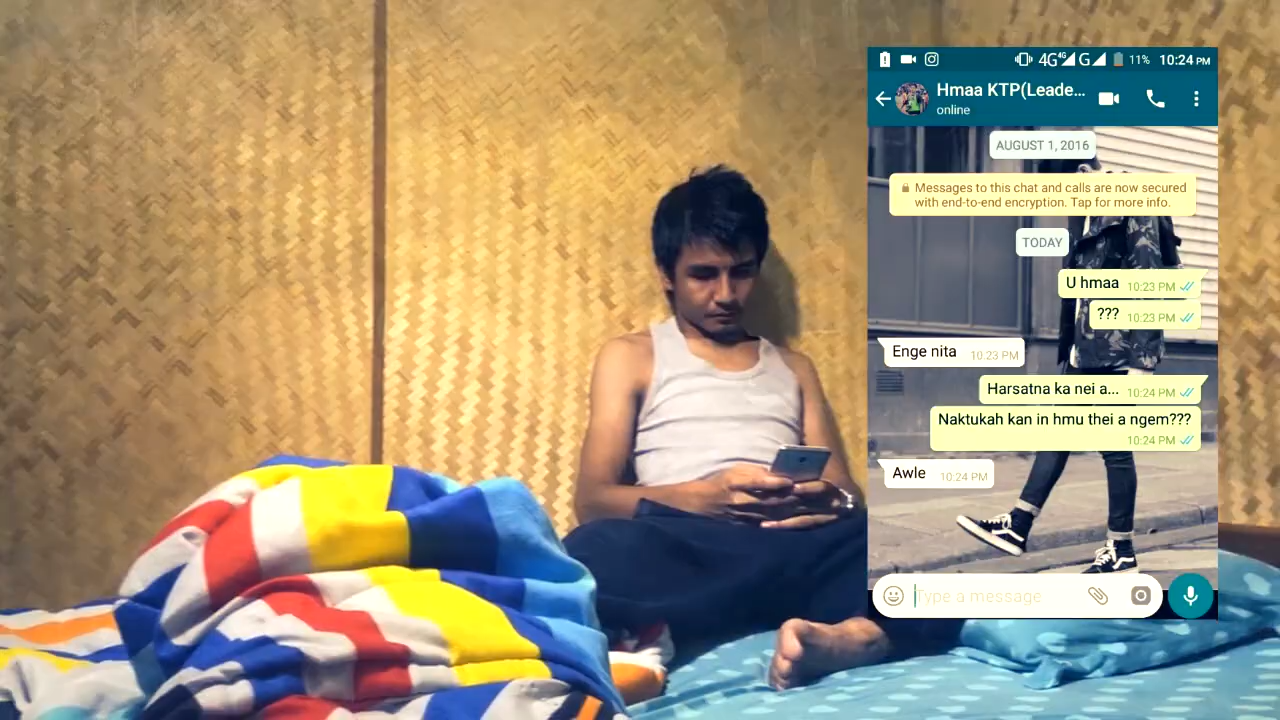 4G 4G G 11% 10:24 PM
Hmaa KTP(Leade...
online
AUGUST 1, 2016
Messages to this chat and calls are now secured
with end-to-end encryption. Tap for more info.
TODAY
U hmaa 10:23 PM
??? 10:23 PM
Enge nita 10:23 PM
Harsatna ka nei a... 10:24 PM
Naktukah kan in hmu thei a ngem???
10:24 PM
Awle 10:24 PM
Type a message